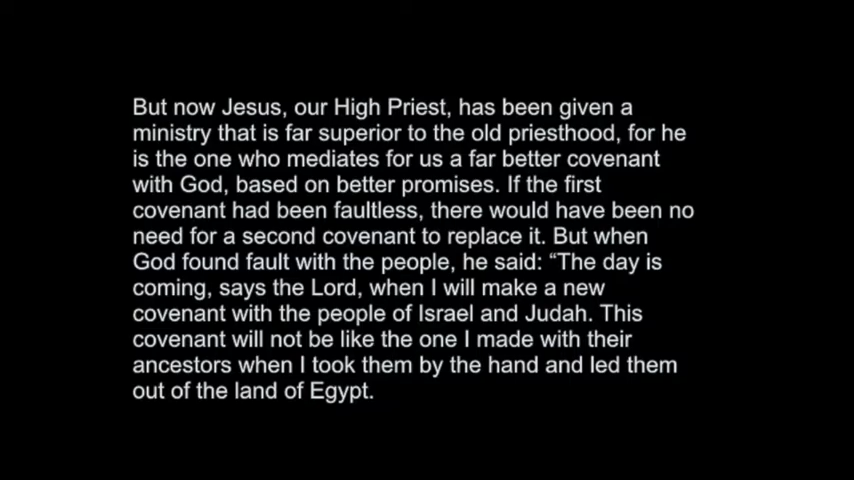 But now Jesus, our High Priest, has been given a
ministry that is far superior to the old priesthood, for he
is the one who mediates for us a far better covenant
with God, based on better promises. If the first
covenant had been faultless, there would have been no
need for a second covenant to replace it. But when
God found fault with the people, he said: “The day is
coming, says the Lord, when I will make a new
covenant with the people of Israel and Judah. This
covenant will not be like the one I made with their
ancestors when I took them by the hand and led them
out of the land of Egypt.